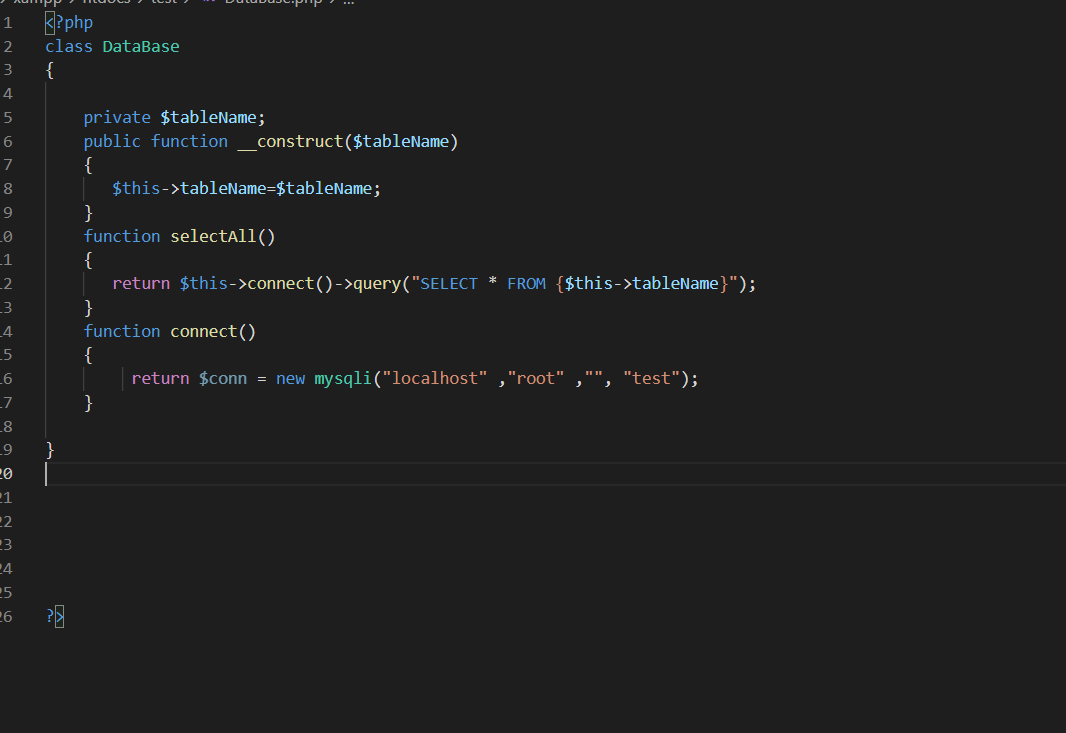 xampp > htdocs > test > DataBase.php > ...
1 <?php
2 class DataBase
3 {
4
5 private $tableName;
6 public function __construct($tableName)
7 {
8 $this->tableName=$tableName;
9 }
10 function selectAll()
11 {
12 return $this->connect()->query("SELECT * FROM {$this->tableName}");
13 }
14 function connect()
15 {
16 return $conn = new mysqli("localhost" ,"root" ,"", "test");
17 }
18
19 }
20
21
22
23
24
25
26 ?>